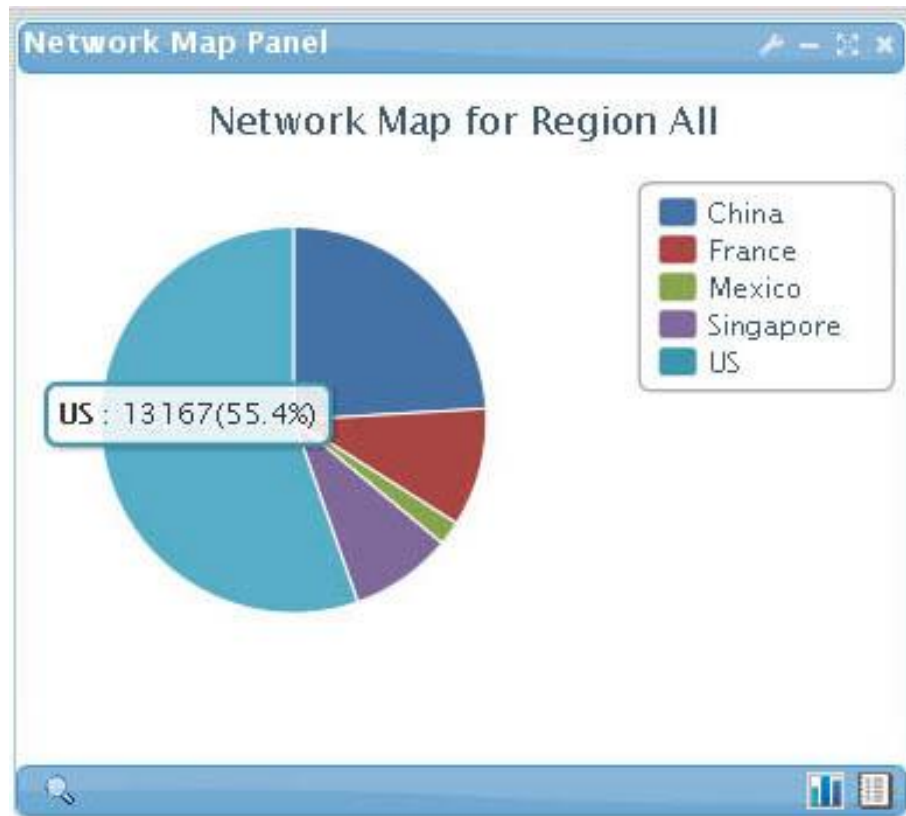 Network Map Panel
Network Map for Region All
China
France
Mexico
Singapore
US
US : 13167(55.4%)